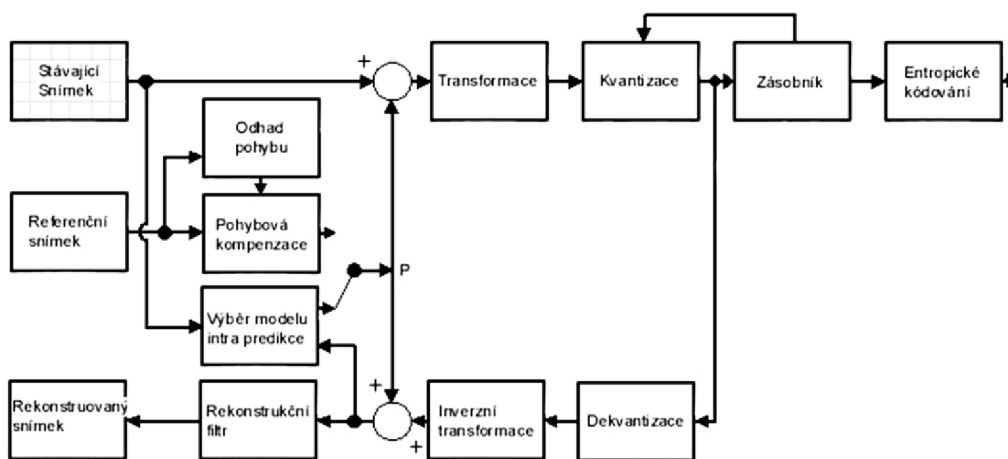 Stávající
Snímek
+
Transformace
Kvantizace
Zásobník
Entropické
kódování
Odhad
pohybu
Referenční
snímek
Pohybová
kompenzace
P
Výběr modelu
intra predikce
+
Rekonstruovaný
snímek
Rekonstrukční
filtr
+
Inverzní
transformace
Dekvantizace